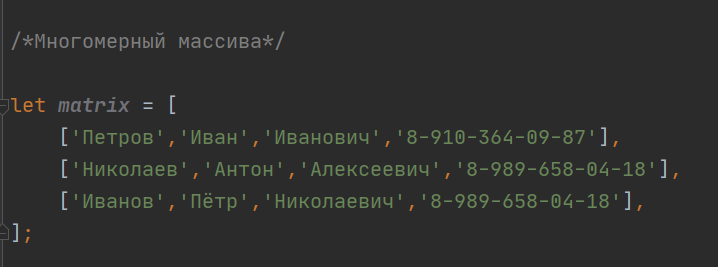 /*Многомерный массива*/
let matrix = [
['Петров','Иван','Иванович','8-910-364-09-87'],
['Николаев','Антон','Алексеевич','8-989-658-04-18'],
['Иванов','Пётр','Николаевич','8-989-658-04-18'],
];